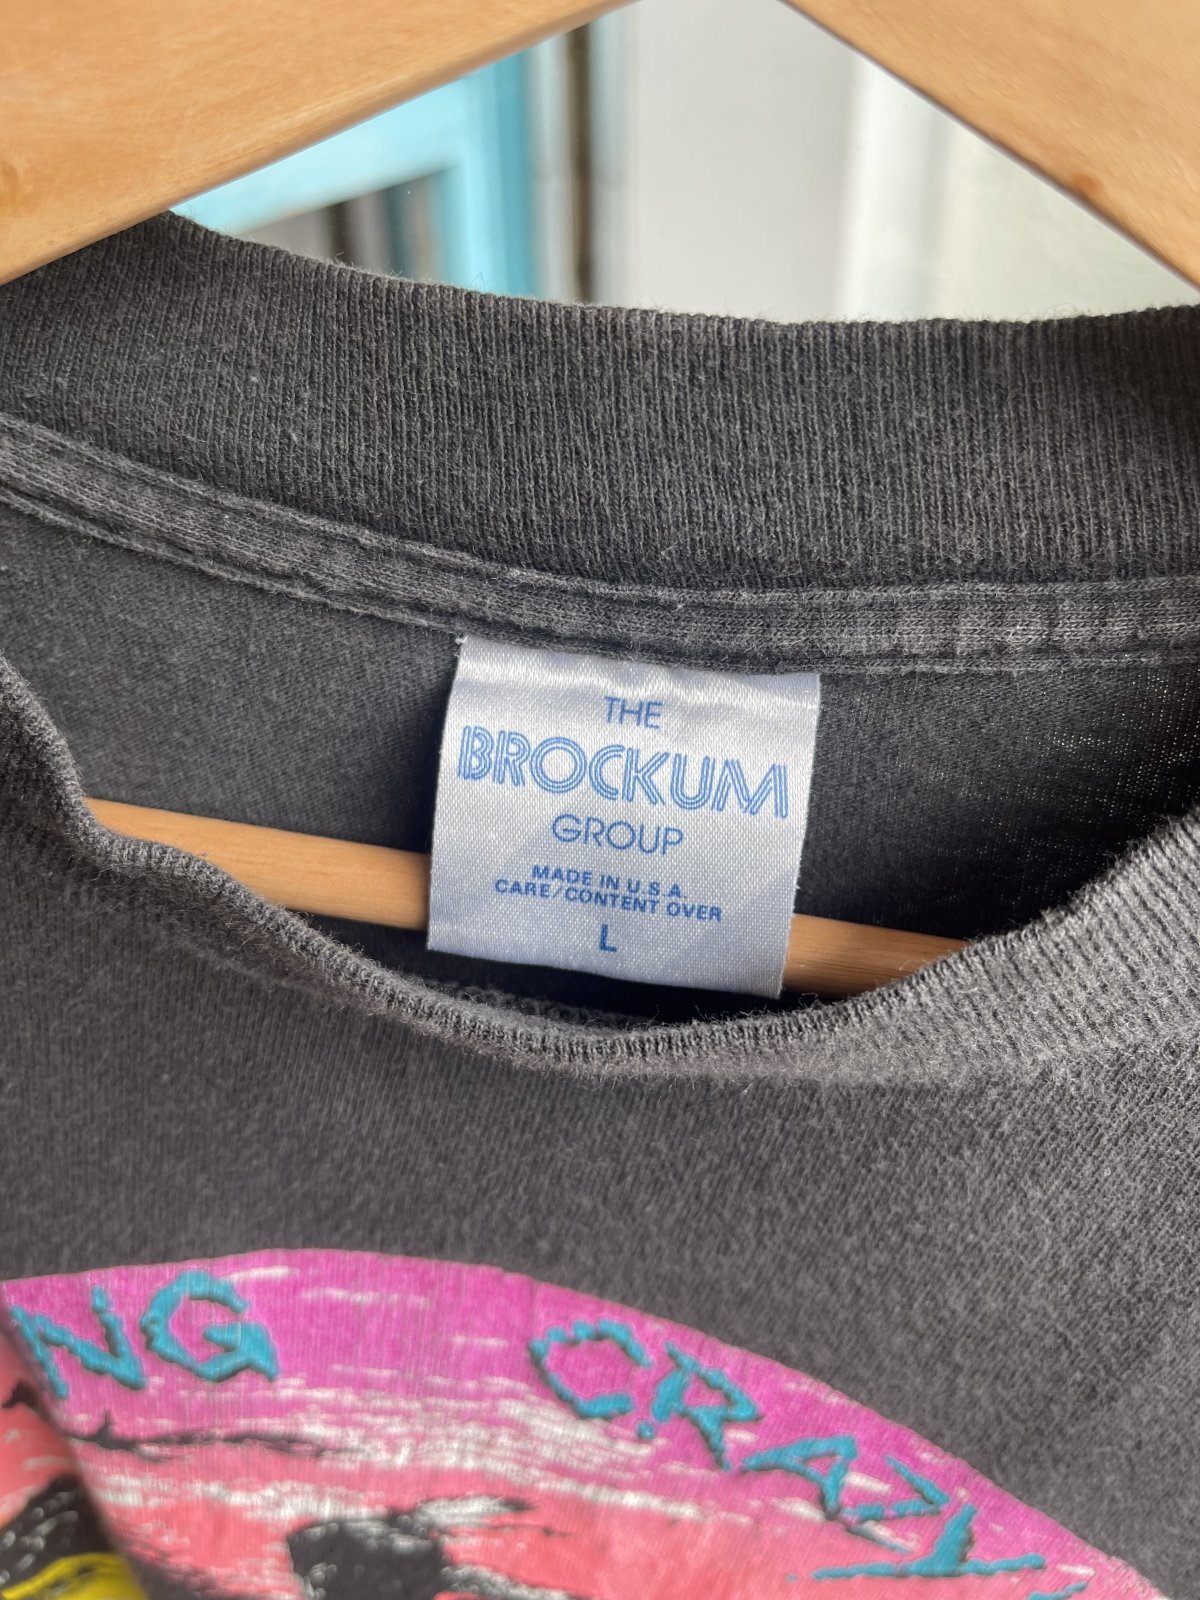 THE
BROCKUM
GROUP
MADE IN U.S.A.
CARE/CONTENT OVER
L
NG CRAZY